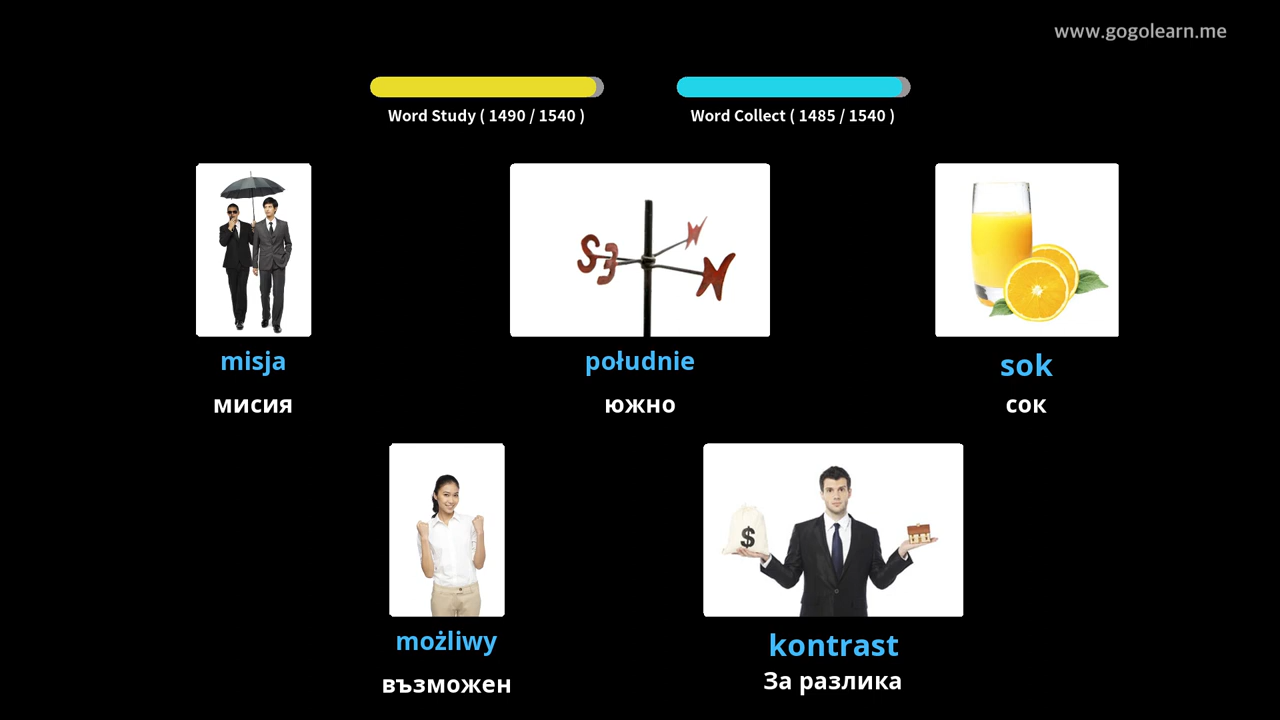 www.gogolearn.me
Word Study ( 1490 / 1540 )
Word Collect ( 1485 / 1540 )
misja
południe
sok
мисия
южно
сок
$
możliwy
kontrast
възможен
За разлика